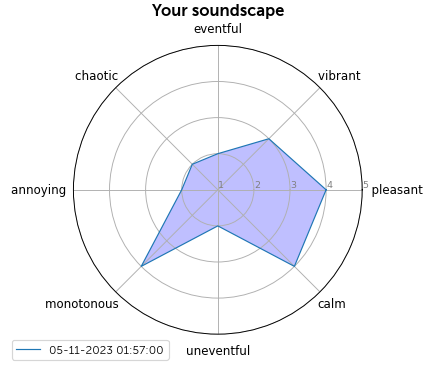 Your soundscape
eventful
chaotic
vibrant
annoying
1
2
3
4
5
pleasant
monotonous
calm
uneventful
05-11-2023 01:57:00